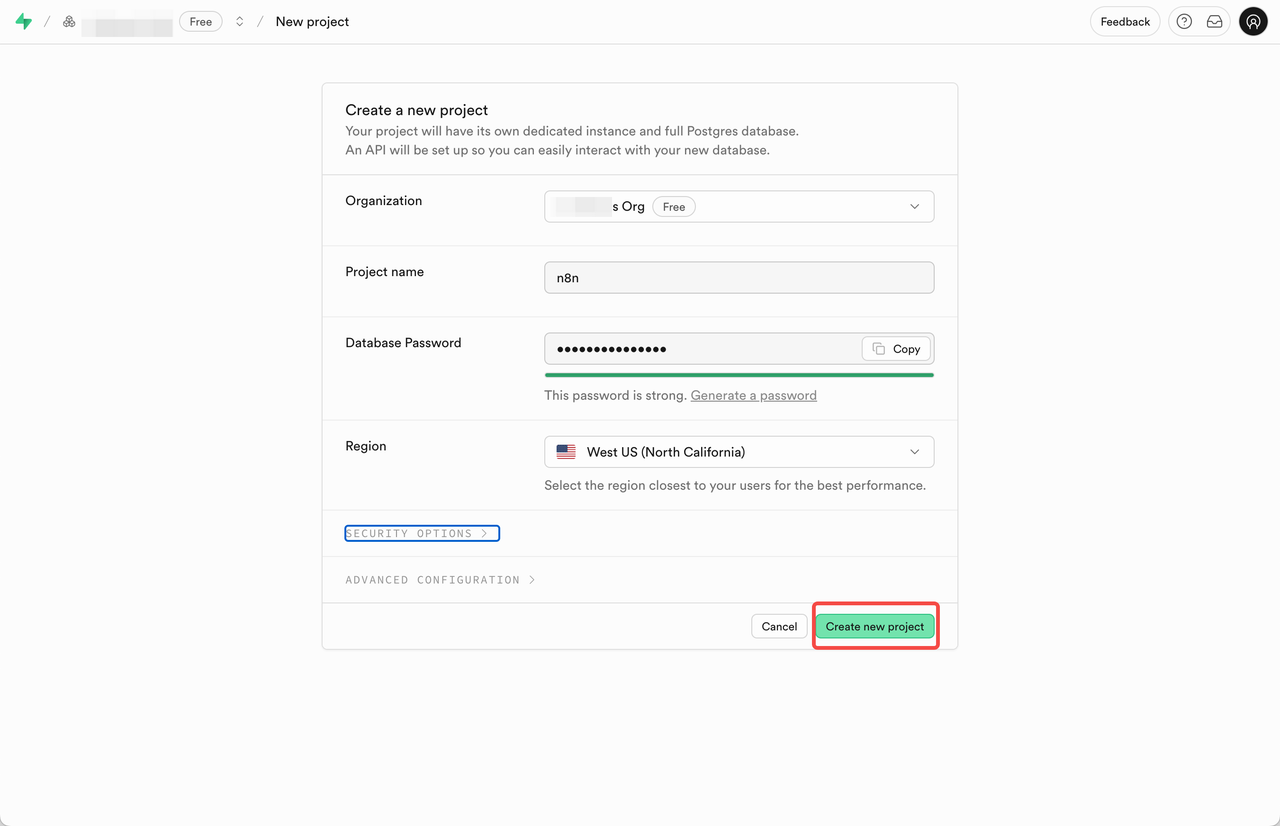 / Free / New project Feedback
Create a new project
Your project will have its own dedicated instance and full Postgres database.
An API will be set up so you can easily interact with your new database.
Organization
s Org Free
Project name
n8n
Database Password
••••••••••••••• Copy
This password is strong. Generate a password
Region
West US (North California)
Select the region closest to your users for the best performance.
SECURITY OPTIONS >
ADVANCED CONFIGURATION >
Cancel Create new project